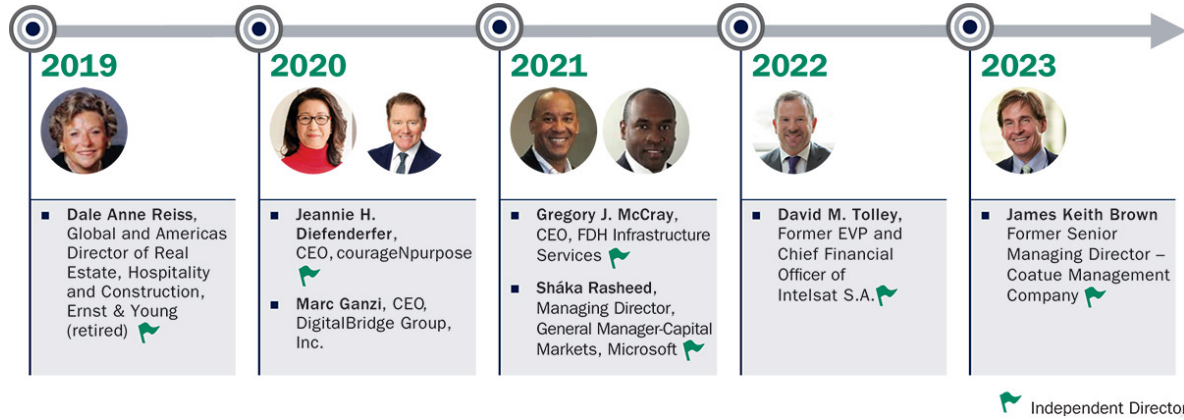 2019
2020
2021
2022
2023
Dale Anne Reiss,
Global and Americas
Director of Real
Estate, Hospitality
and Construction,
Ernst & Young
(retired)
Jeannie H.
Diefenderfer,
CEO, courageNpurpose
Marc Ganzi, CEO,
DigitalBridge Group,
Inc.
Gregory J. McCray,
CEO, FDH Infrastructure
Services
Sháka Rasheed,
Managing Director,
General Manager-Capital
Markets, Microsoft
David M. Tolley,
Former EVP and
Chief Financial
Officer of
Intelsat S.A.
James Keith Brown
Former Senior
Managing Director –
Coatue Management
Company
Independent Director